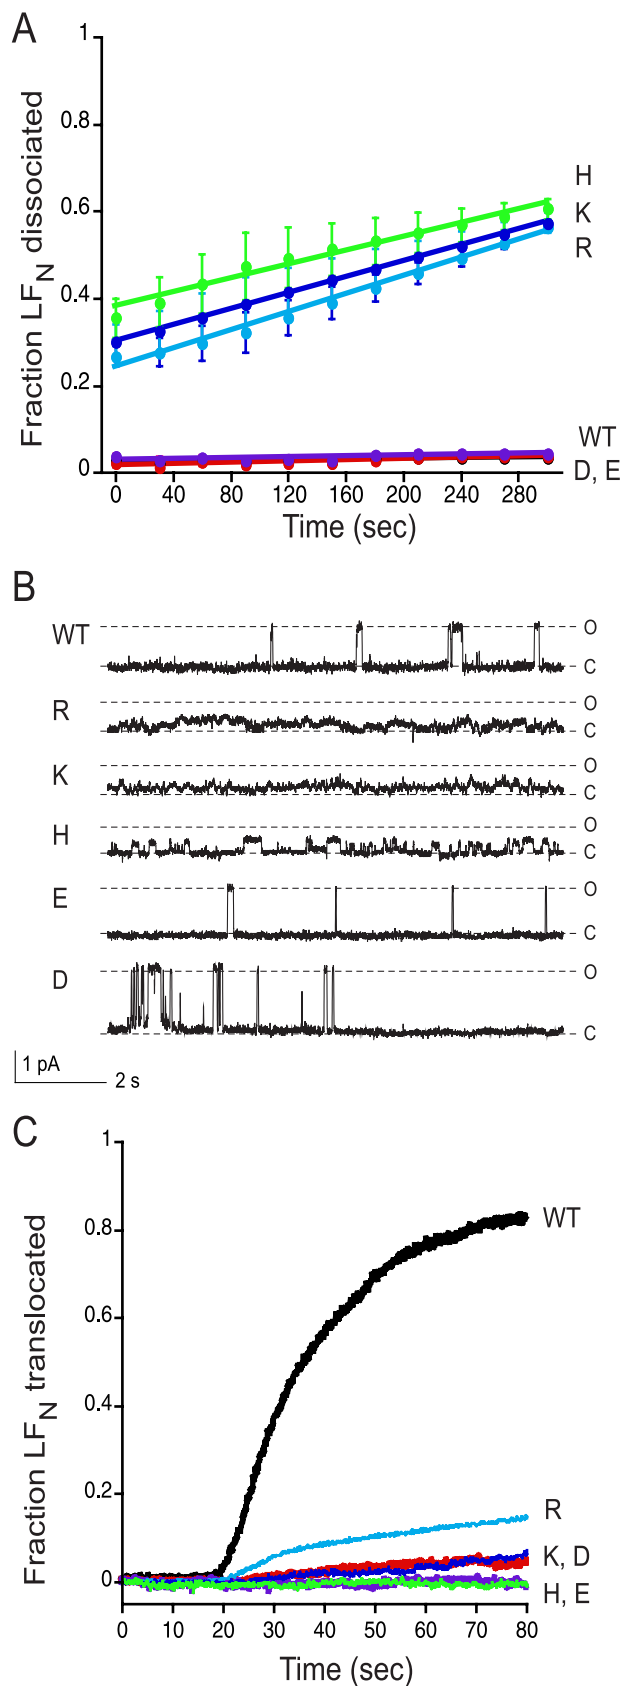 A
1
0.8
0.6
0.4
0.2
0
Fraction LFN dissociated
0 40 80 120 160 200 240 280
Time (sec)
H
K
R
WT
D, E
B
WT O
C
R O
C
K O
C
H O
C
E O
C
D O
C
1 pA
2 s
C
1
0.8
0.6
0.4
0.2
0
Fraction LFN translocated
0 10 20 30 40 50 60 70 80
Time (sec)
WT
R
K, D
H, E